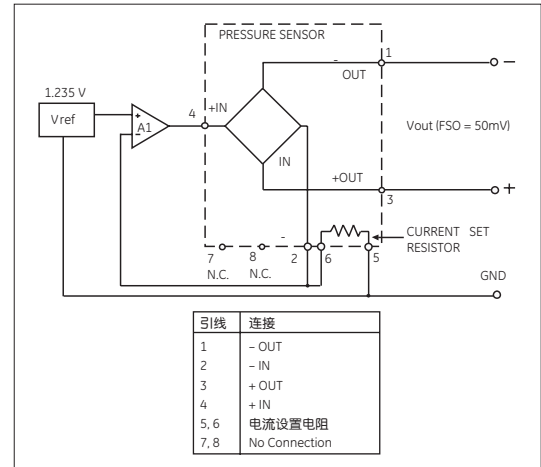 PRESSURE SENSOR
1
- OUT
1.235 V
Vref
+
−
A1
4
+IN
IN
−
Vout (FSO = 50mV)
+OUT
3
+
CURRENT SET
RESISTOR
-
7
N.C.
8
N.C.
2
6
5
GND
引线 连接
1 – OUT
2 – IN
3 + OUT
4 + IN
5, 6 电流设置电阻
7, 8 No Connection